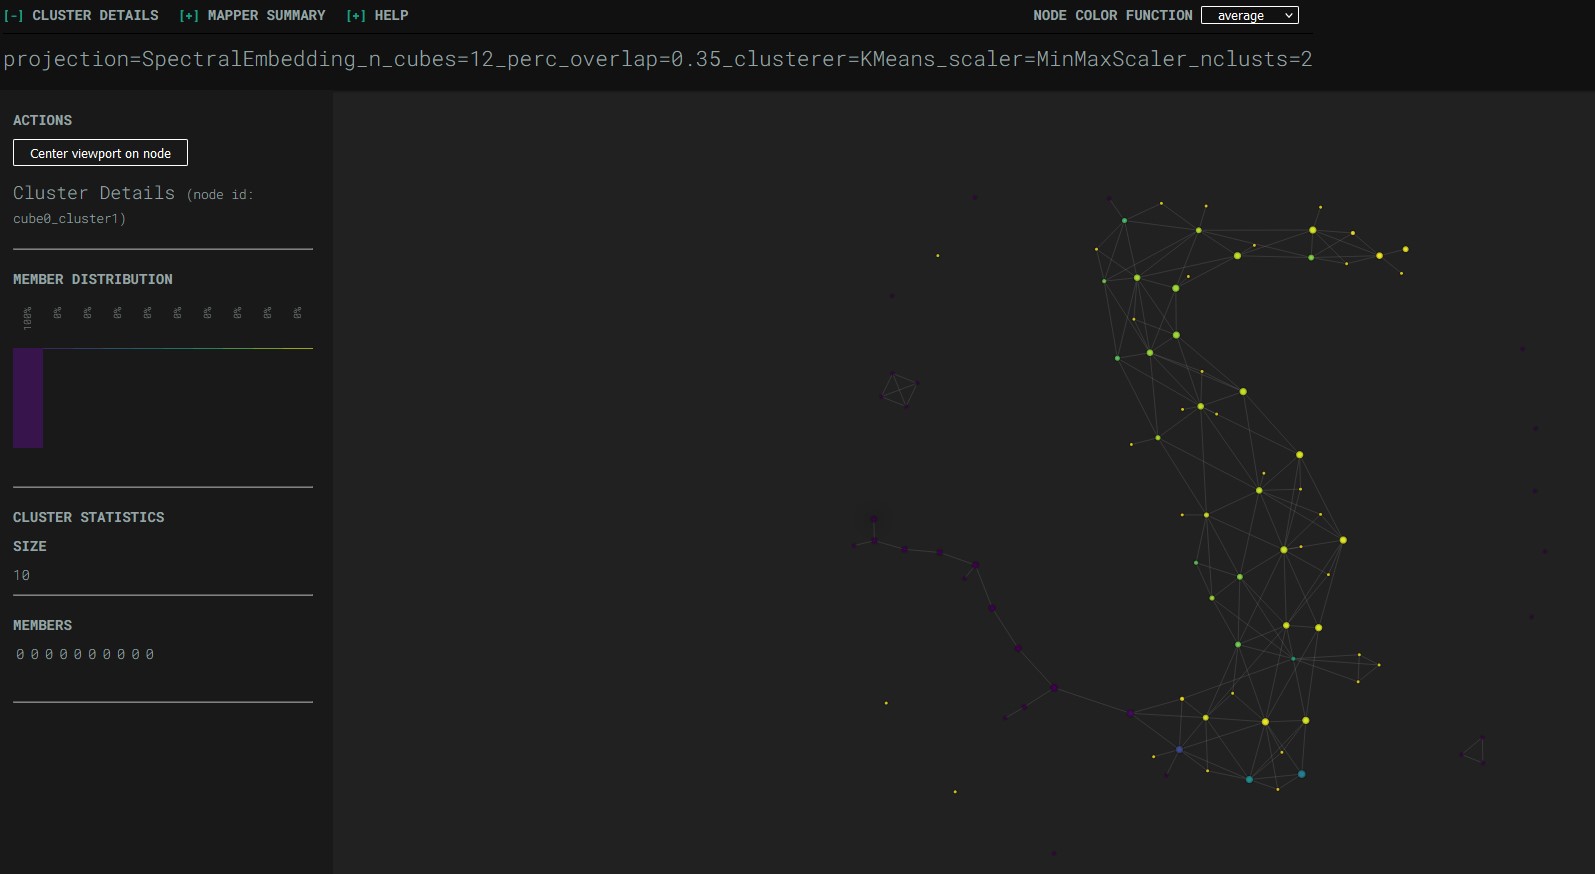 [-] CLUSTER DETAILS [+] MAPPER SUMMARY [+] HELP NODE COLOR FUNCTION average
projection=SpectralEmbedding_n_cubes=12_perc_overlap=0.35_clusterer=KMeans_scaler=MinMaxScaler_nclusts=2
ACTIONS
Center viewport on node
Cluster Details (node id:
cube0_cluster1)
MEMBER DISTRIBUTION
100% 0% 0% 0% 0% 0% 0% 0% 0% 0%
CLUSTER STATISTICS
SIZE
10
MEMBERS
0 0 0 0 0 0 0 0 0 0